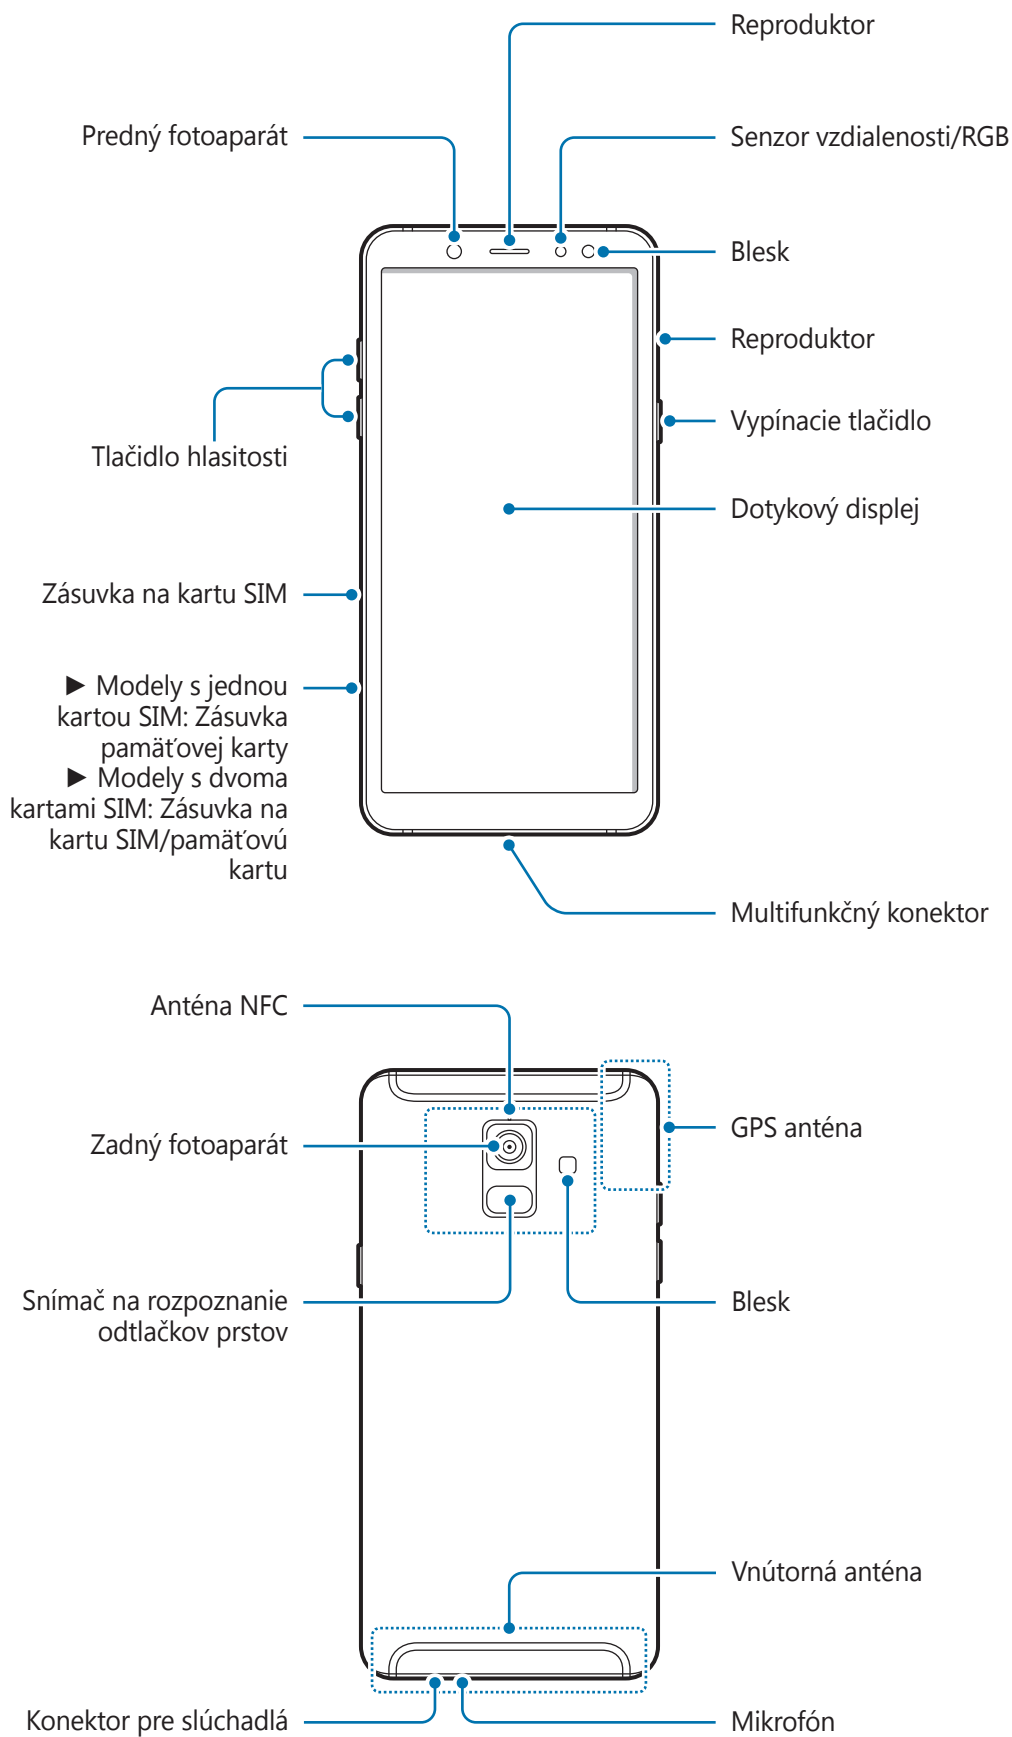 Reproduktor
Predný fotoaparát
Senzor vzdialenosti/RGB
Blesk
Reproduktor
Vypínacie tlačidlo
Tlačidlo hlasitosti
Dotykový displej
Zásuvka na kartu SIM
► Modely s jednou
kartou SIM: Zásuvka
pamäťovej karty
► Modely s dvoma
kartami SIM: Zásuvka na
kartu SIM/pamäťovú
kartu
Multifunkčný konektor
Anténa NFC
GPS anténa
Zadný fotoaparát
Snímač na rozpoznanie
odtlačkov prstov
Blesk
Vnútorná anténa
Konektor pre slúchadlá
Mikrofón